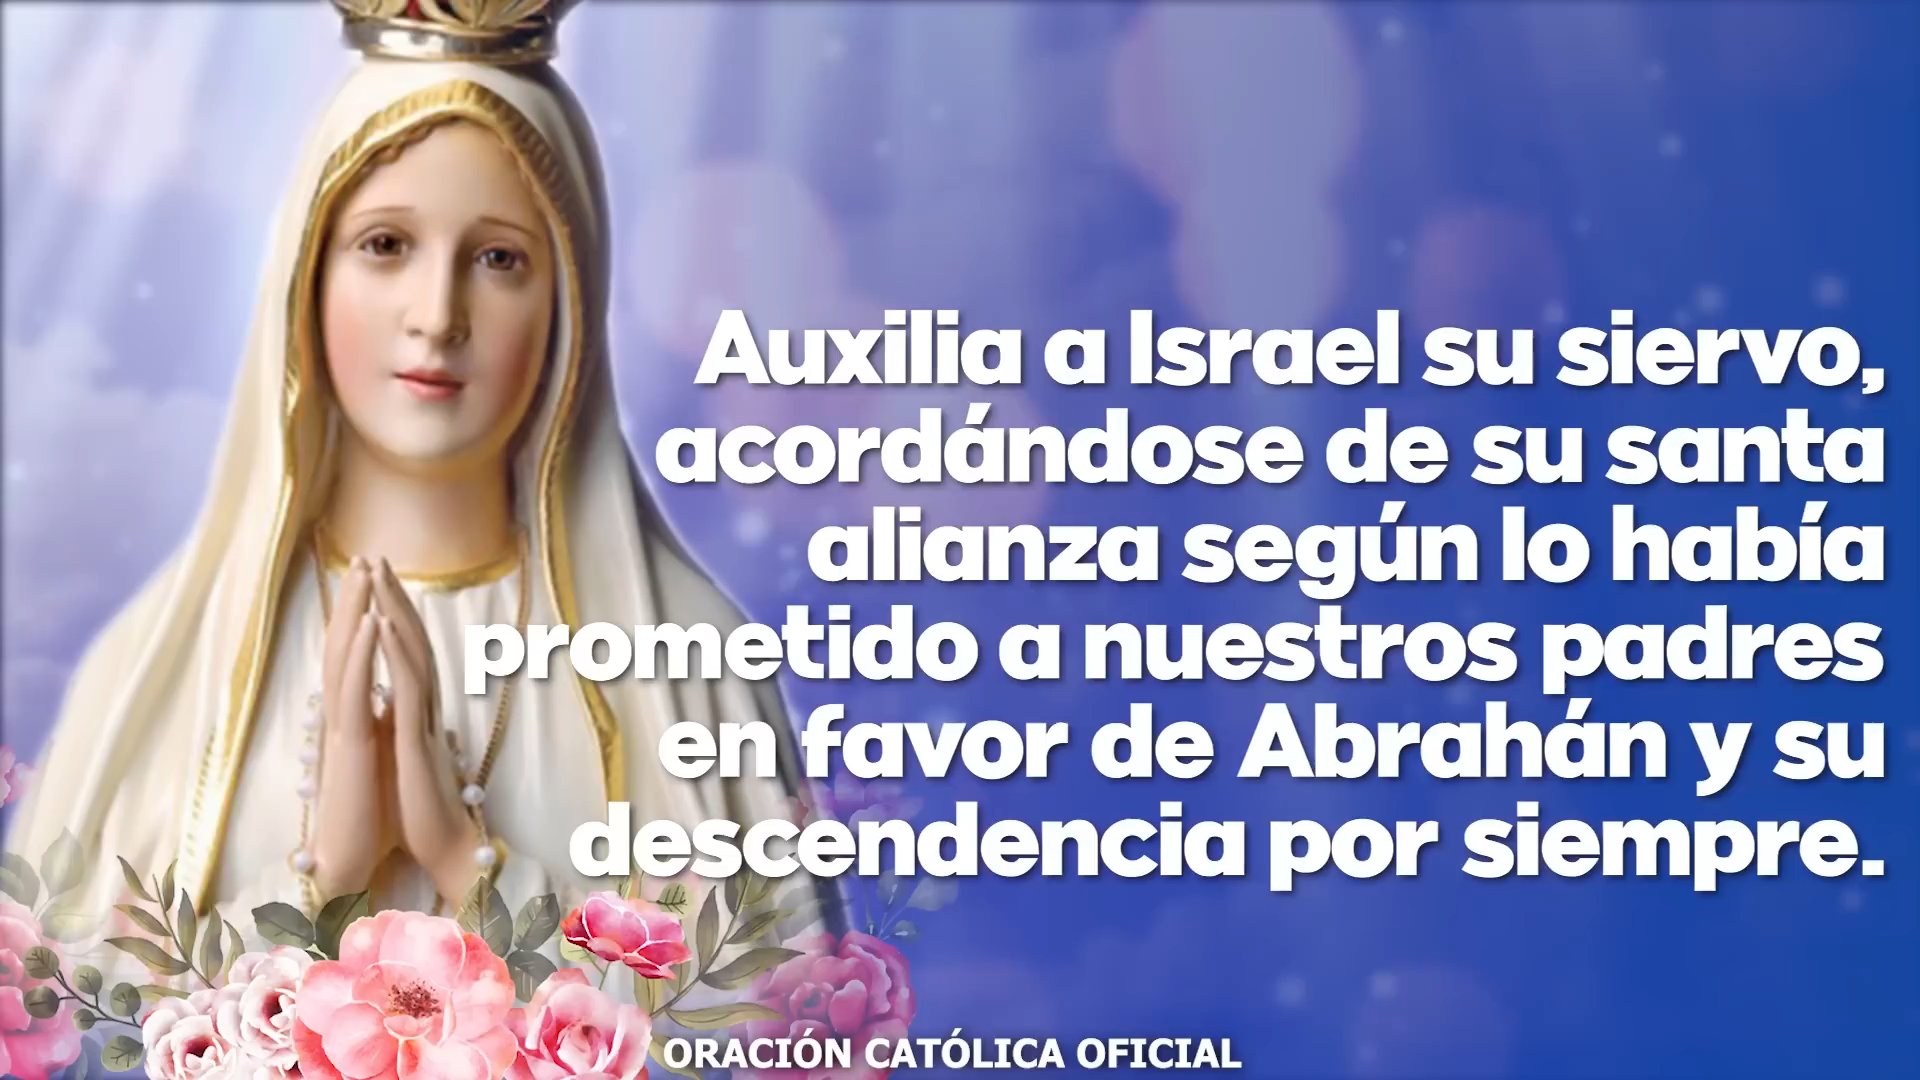 Auxilia a Israel su siervo,
acordándose de su santa
alianza según lo había
prometido a nuestros padres
en favor de Abrahán y su
descendencia por siempre.
ORACIÓN CATÓLICA OFICIAL